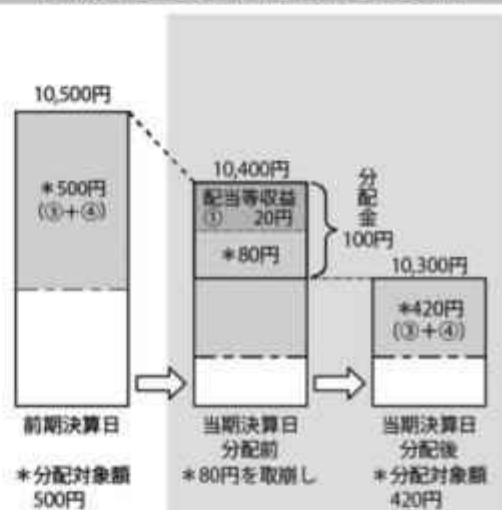 10,500円
*500円
(③+④)
前期決算日
*分配対象額
500円
10,400円
配当等収益
① 20円
*80円
分配金
100円
当期決算日
分配前
*80円を取崩し
10,300円
*420円
(③+④)
当期決算日
分配後
*分配対象額
420円